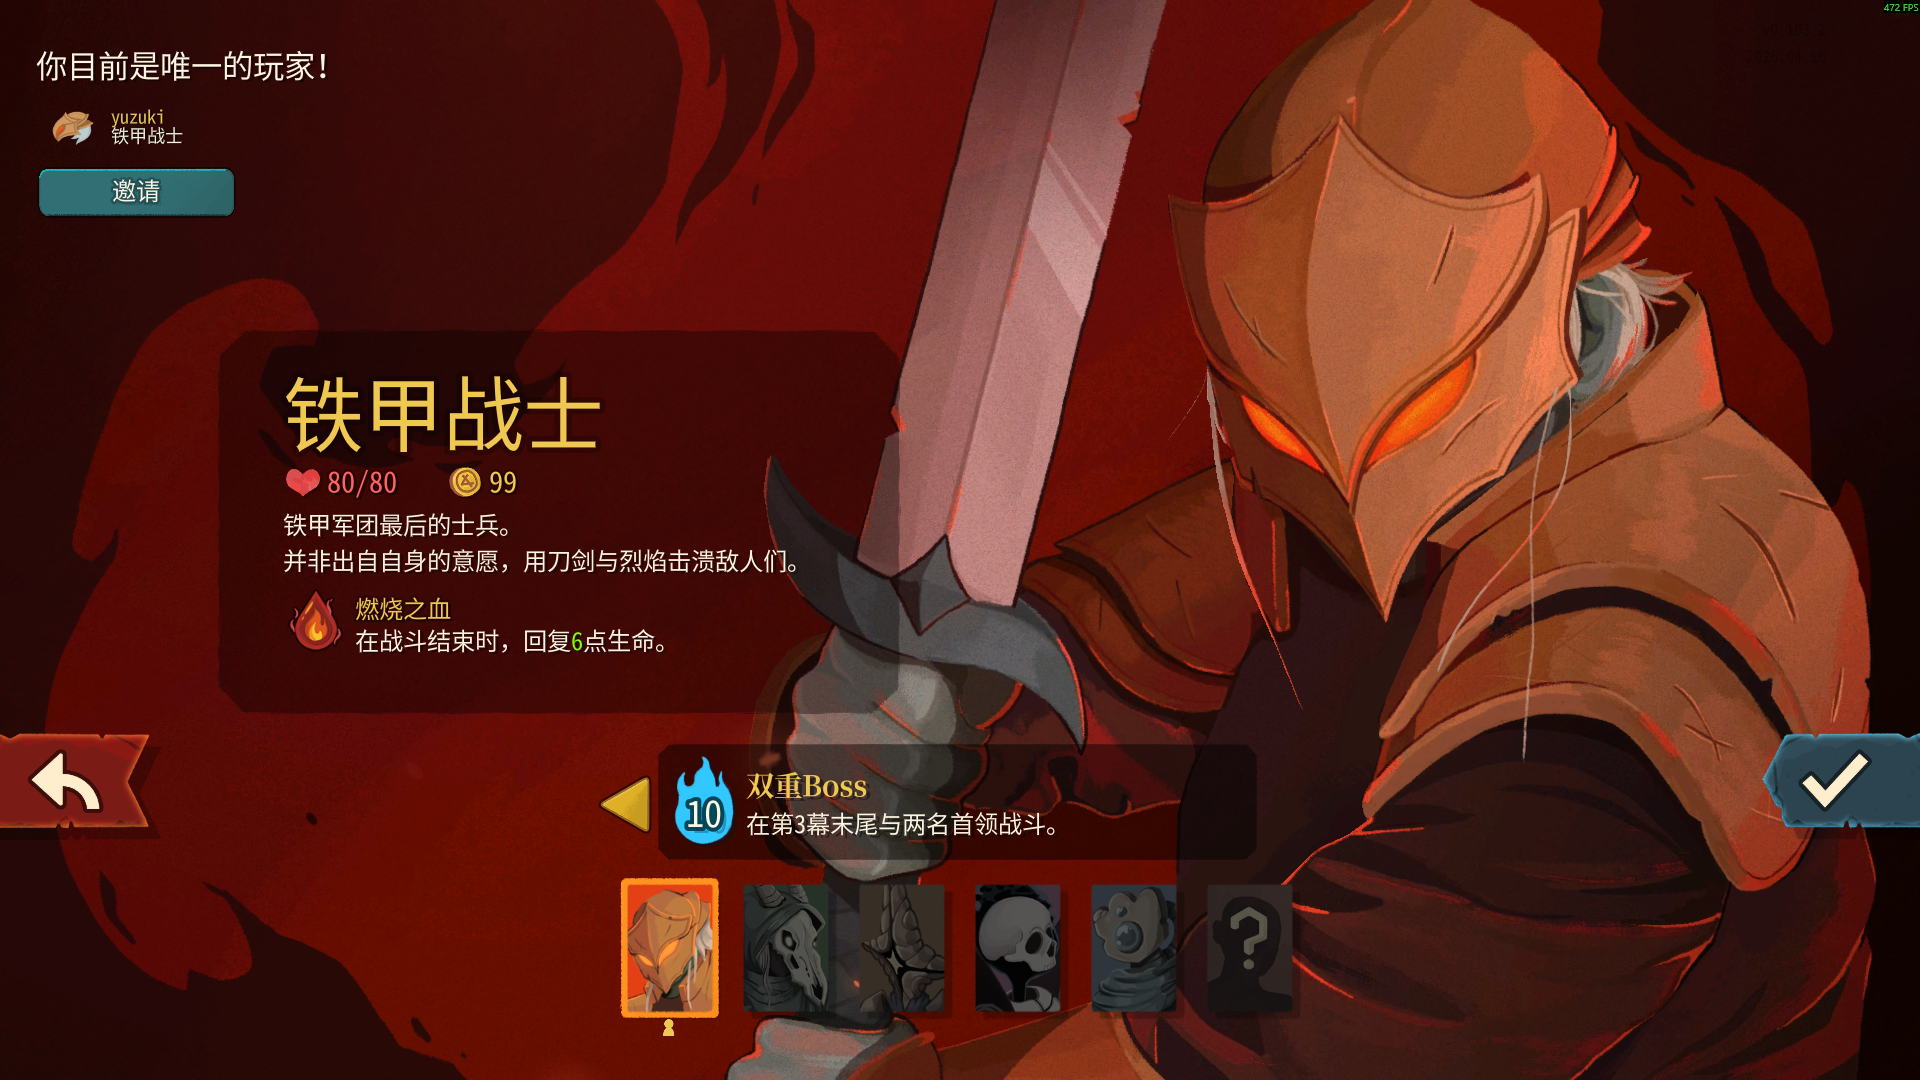 472 FPS
你目前是唯一的玩家！
yuzuki
铁甲战士
邀请
铁甲战士
80/80
99
铁甲军团最后的士兵。
并非出自自身的意愿，用刀剑与烈焰击溃敌人们。
燃烧之血
在战斗结束时，回复6点生命。
10
双重Boss
在第3幕末尾与两名首领战斗。